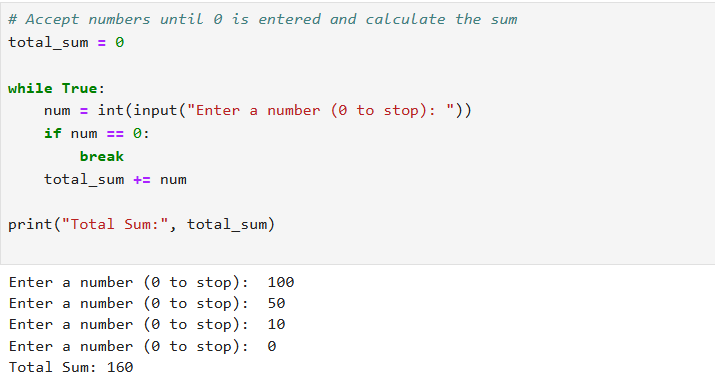 # Accept numbers until 0 is entered and calculate the sum
total_sum = 0
while True:
    num = int(input("Enter a number (0 to stop): "))
    if num == 0:
        break
    total_sum += num
print("Total Sum:", total_sum)
Enter a number (0 to stop):  100
Enter a number (0 to stop):  50
Enter a number (0 to stop):  10
Enter a number (0 to stop):  0
Total Sum: 160